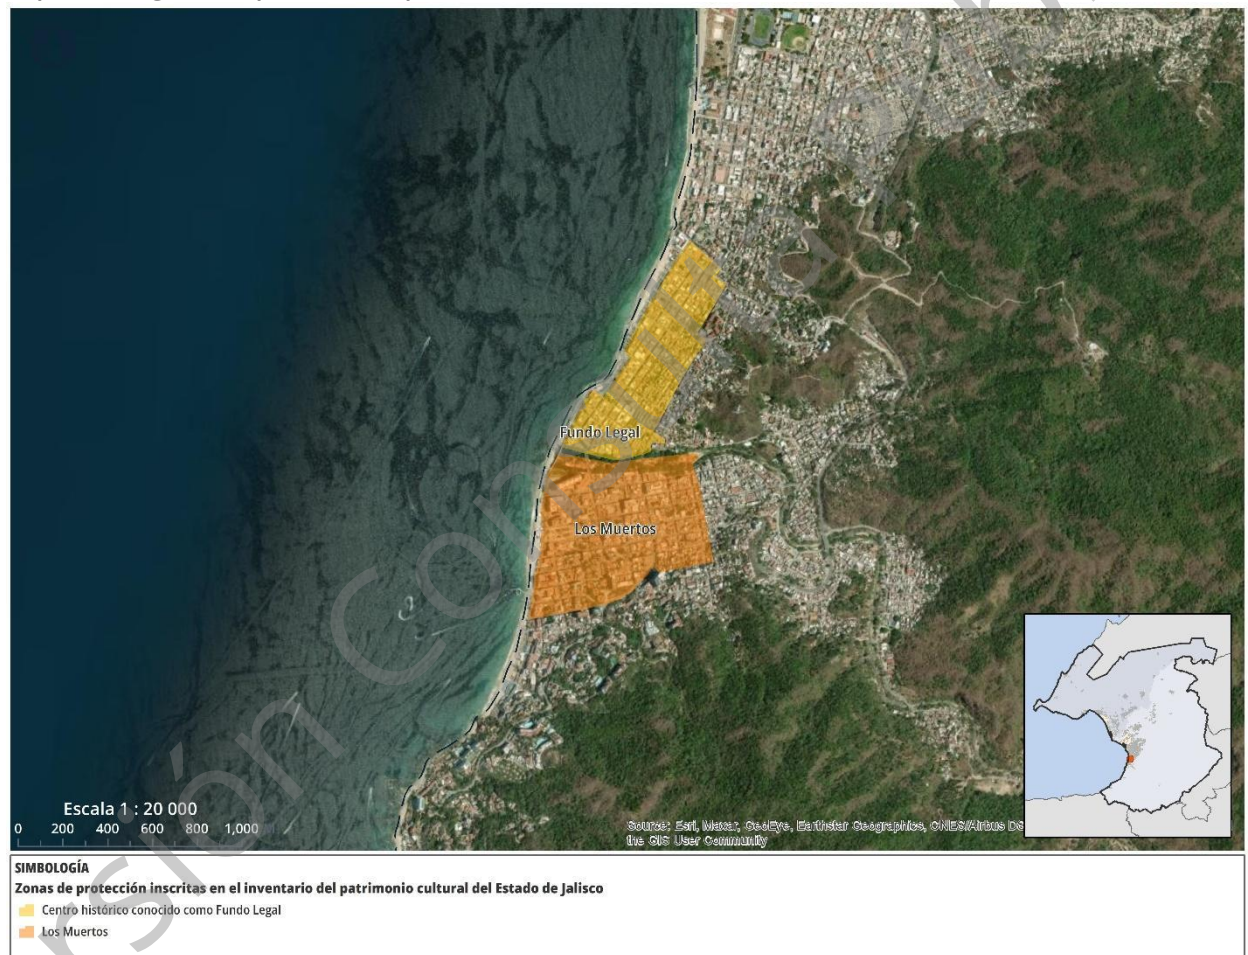 Fundo Legal
Los Muertos
Escala 1 : 20 000
0 200 400 600 800 1,000
Source: Esri, Maxar, GeoEye, Earthstar Geographics, CNES/Airbus DS
the GIS User Community
SIMBOLOGÍA
Zonas de protección inscritas en el inventario del patrimonio cultural del Estado de Jalisco
Centro histórico conocido como Fundo Legal
Los Muertos